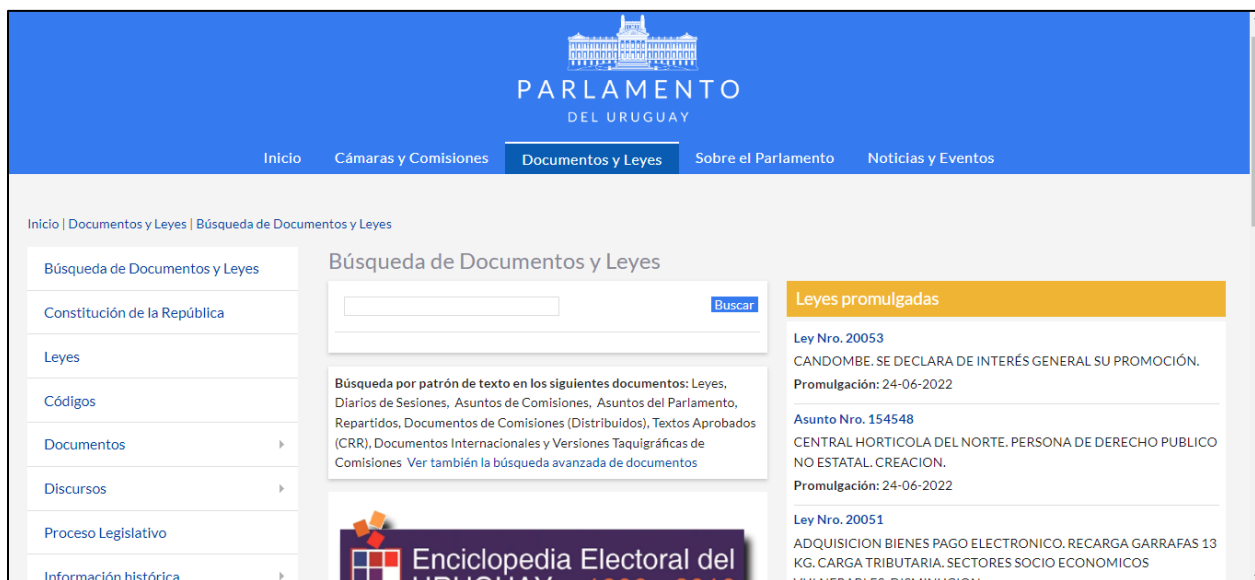 PARLAMENTO
DEL URUGUAY
Inicio Cámaras y Comisiones Documentos y Leyes Sobre el Parlamento Noticias y Eventos
Inicio | Documentos y Leyes | Búsqueda de Documentos y Leyes
Búsqueda de Documentos y Leyes
Constitución de la República
Leyes
Códigos
Documentos
Discursos
Proceso Legislativo
Información histórica
Búsqueda de Documentos y Leyes
Buscar
Búsqueda por patrón de texto en los siguientes documentos: Leyes,
Diarios de Sesiones, Asuntos de Comisiones, Asuntos del Parlamento,
Repartidos, Documentos de Comisiones (Distribuidos), Textos Aprobados
(CRR), Documentos Internacionales y Versiones Taquigráficas de
Comisiones Ver también la búsqueda avanzada de documentos
Enciclopedia Electoral del
URUGUAY
Leyes promulgadas
Ley Nro. 20053
CANDOMBE. SE DECLARA DE INTERÉS GENERAL SU PROMOCIÓN.
Promulgación: 24-06-2022
Asunto Nro. 154548
CENTRAL HORTICOLA DEL NORTE. PERSONA DE DERECHO PUBLICO
NO ESTATAL. CREACION.
Promulgación: 24-06-2022
Ley Nro. 20051
ADQUISICION BIENES PAGO ELECTRONICO. RECARGA GARRAFAS 13
KG. CARGA TRIBUTARIA. SECTORES SOCIO ECONOMICOS
VULNERABLES. DISMINUCION.